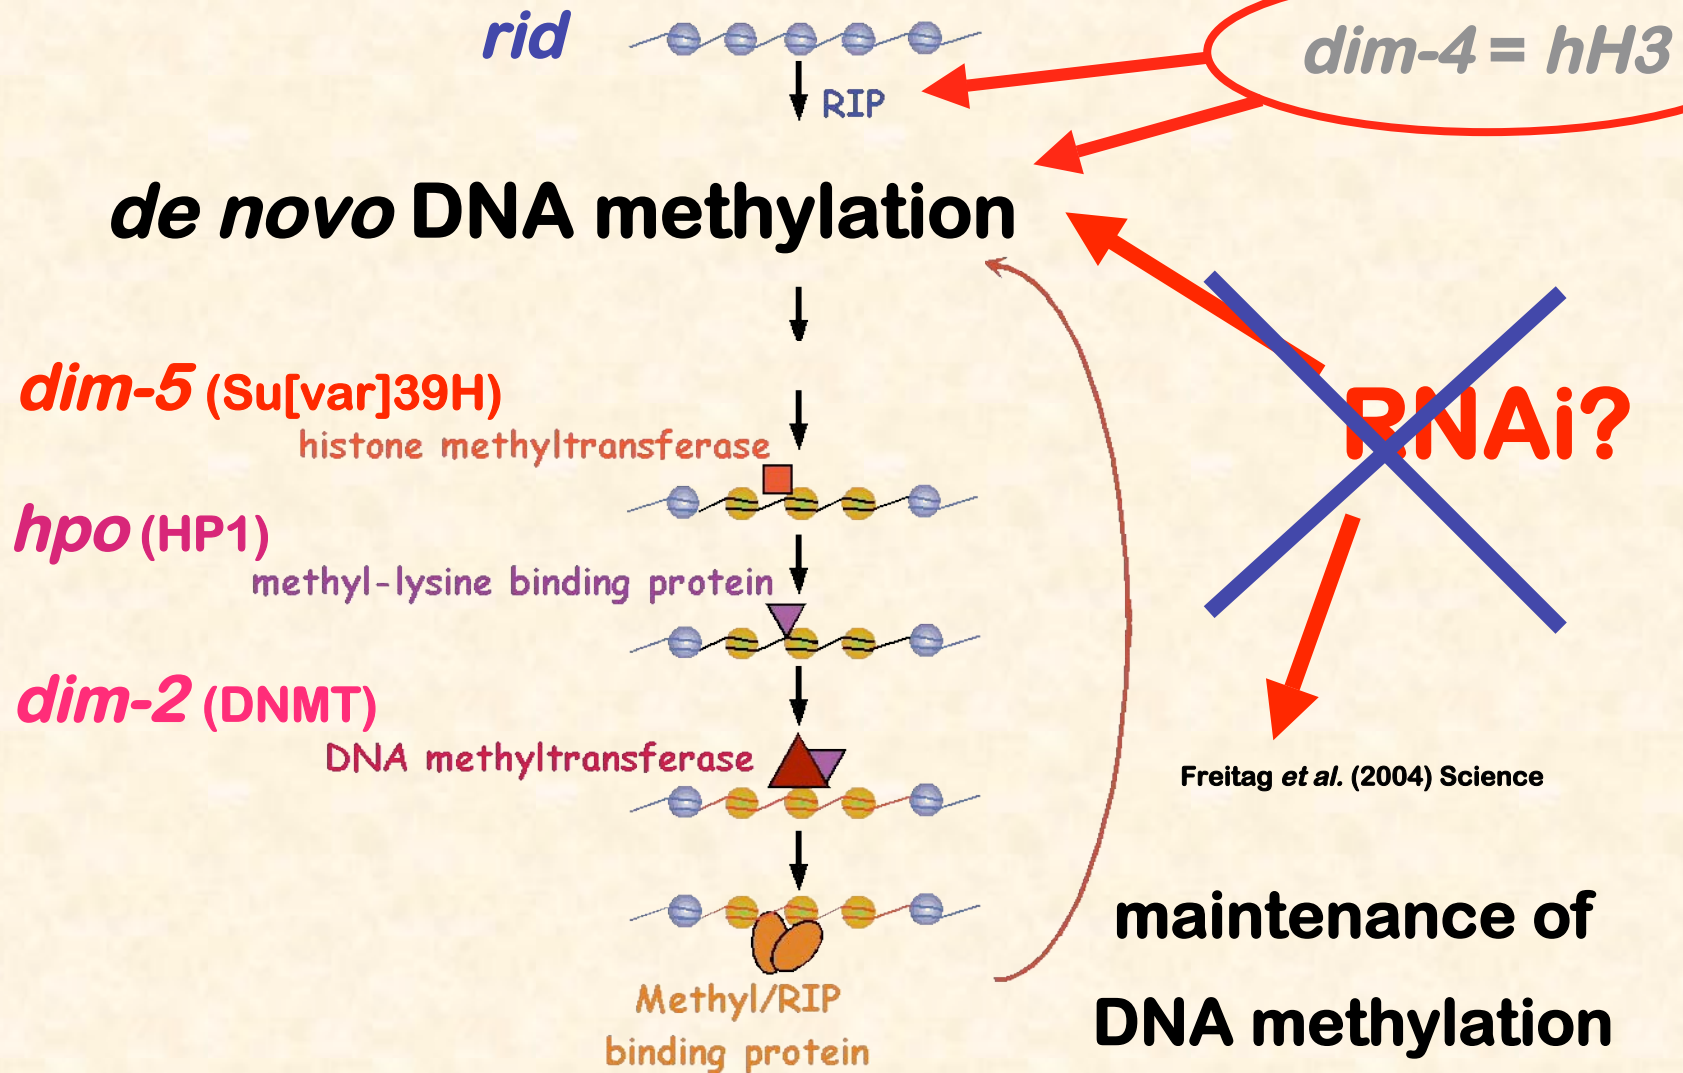 rid
dim-4 = hH3
RIP
de novo DNA methylation
dim-5 (Su[var]39H)
histone methyltransferase
RNAi?
hpo (HP1)
methyl-lysine binding protein
dim-2 (DNMT)
DNA methyltransferase
Freitag et al. (2004) Science
maintenance of
DNA methylation
Methyl/RIP
binding protein